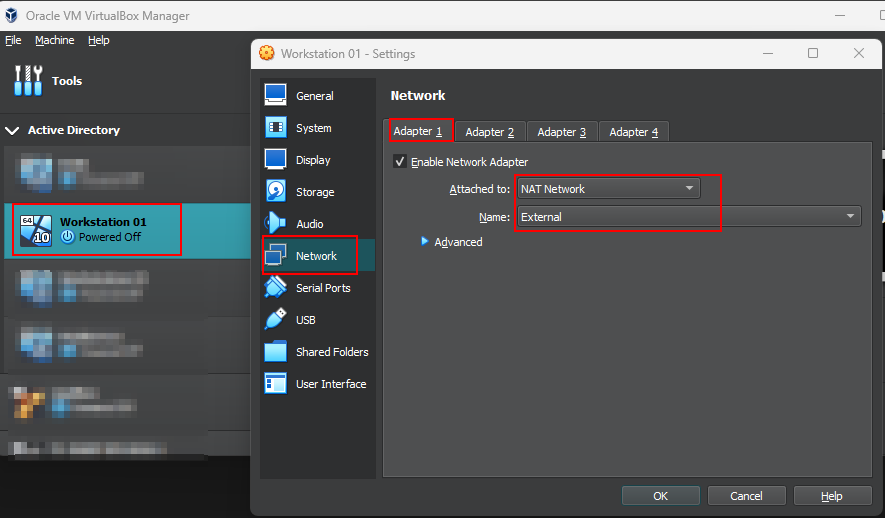 Oracle VM VirtualBox Manager
File Machine Help
Tools
Active Directory
64
10
Workstation 01
Powered Off
Workstation 01 - Settings
General
System
Display
Storage
Audio
Network
Serial Ports
USB
Shared Folders
User Interface
Network
Adapter 1 Adapter 2 Adapter 3 Adapter 4
Enable Network Adapter
Attached to: NAT Network
Name: External
Advanced
OK Cancel Help